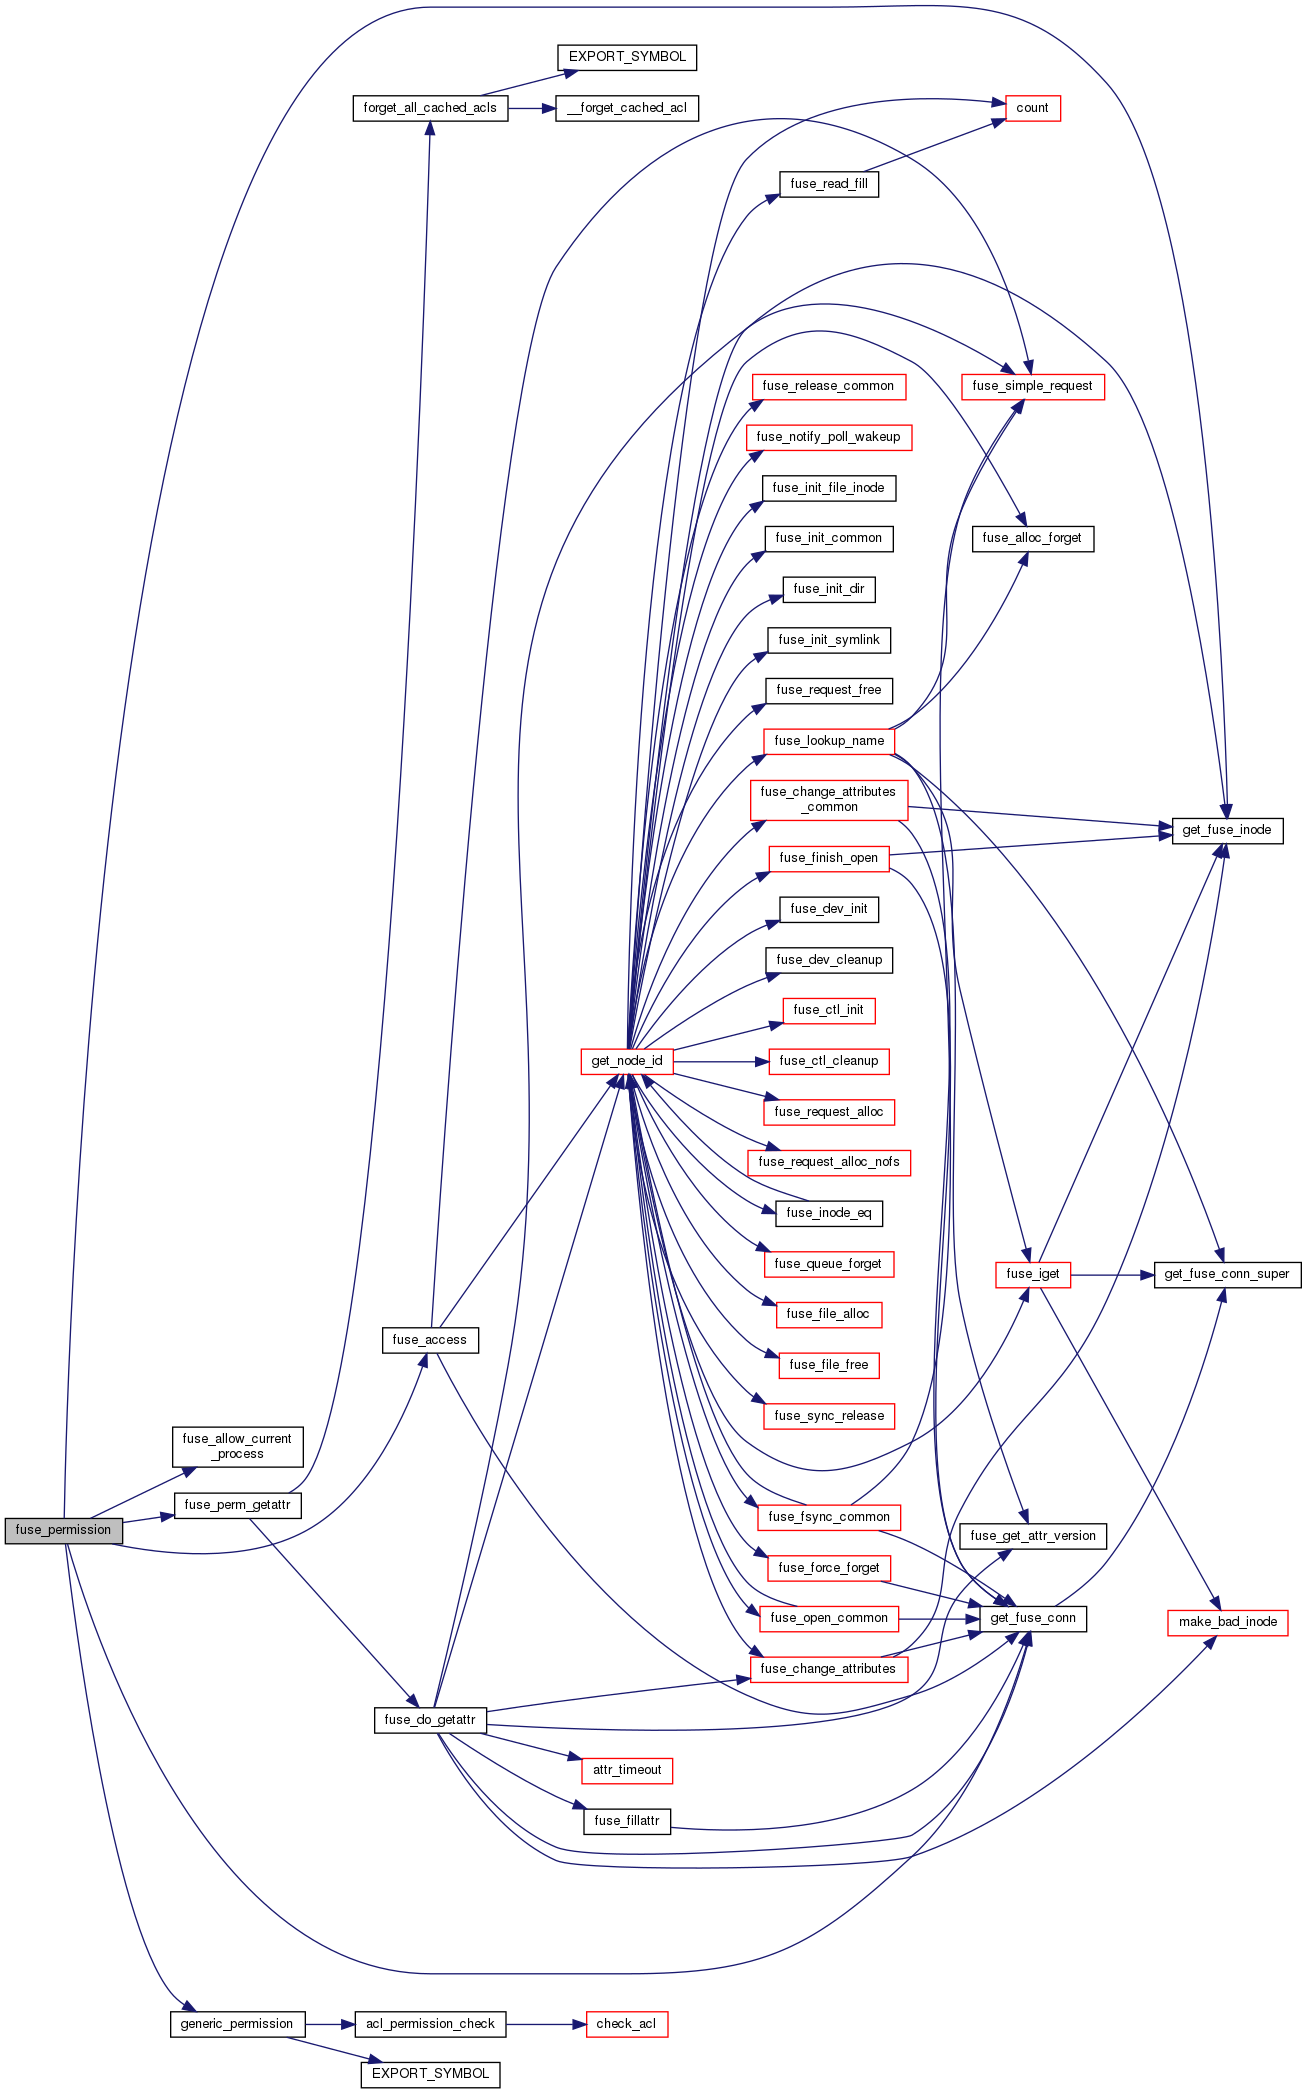 EXPORT_SYMBOL
forget_all_cached_acls
__forget_cached_acl
count
fuse_read_fill
fuse_release_common
fuse_simple_request
fuse_notify_poll_wakeup
fuse_init_file_inode
fuse_init_common
fuse_alloc_forget
fuse_init_dir
fuse_init_symlink
fuse_request_free
fuse_lookup_name
fuse_change_attributes
_common
get_fuse_inode
fuse_finish_open
fuse_dev_init
fuse_dev_cleanup
fuse_ctl_init
get_node_id
fuse_ctl_cleanup
fuse_request_alloc
fuse_request_alloc_nofs
fuse_inode_eq
fuse_queue_forget
fuse_iget
get_fuse_conn_super
fuse_file_alloc
fuse_access
fuse_file_free
fuse_sync_release
fuse_allow_current
_process
fuse_perm_getattr
fuse_permission
fuse_fsync_common
fuse_get_attr_version
fuse_force_forget
fuse_open_common
get_fuse_conn
make_bad_inode
fuse_change_attributes
fuse_do_getattr
attr_timeout
fuse_fillattr
generic_permission
acl_permission_check
check_acl
EXPORT_SYMBOL